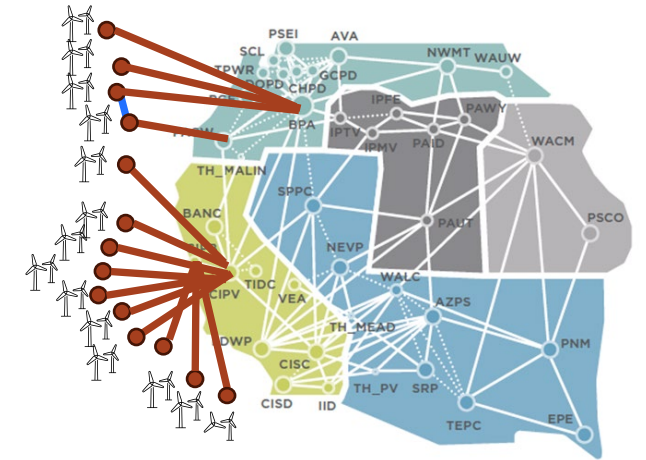 PSEI
AVA
SCL
NWMT
WAUW
TPWR
GCPD
DOPD
CHPD
IPFE
PAWY
BPA
IPTV
WACM
IPMV
PAID
TH_MALIN
SPPC
BANC
PSCO
PAUT
NEVP
TIDC
WALC
CIPV
VEA
AZPS
TH_MEAD
PNM
CISC
TH_PV
SRP
CISD
IID
EPE
TEPC